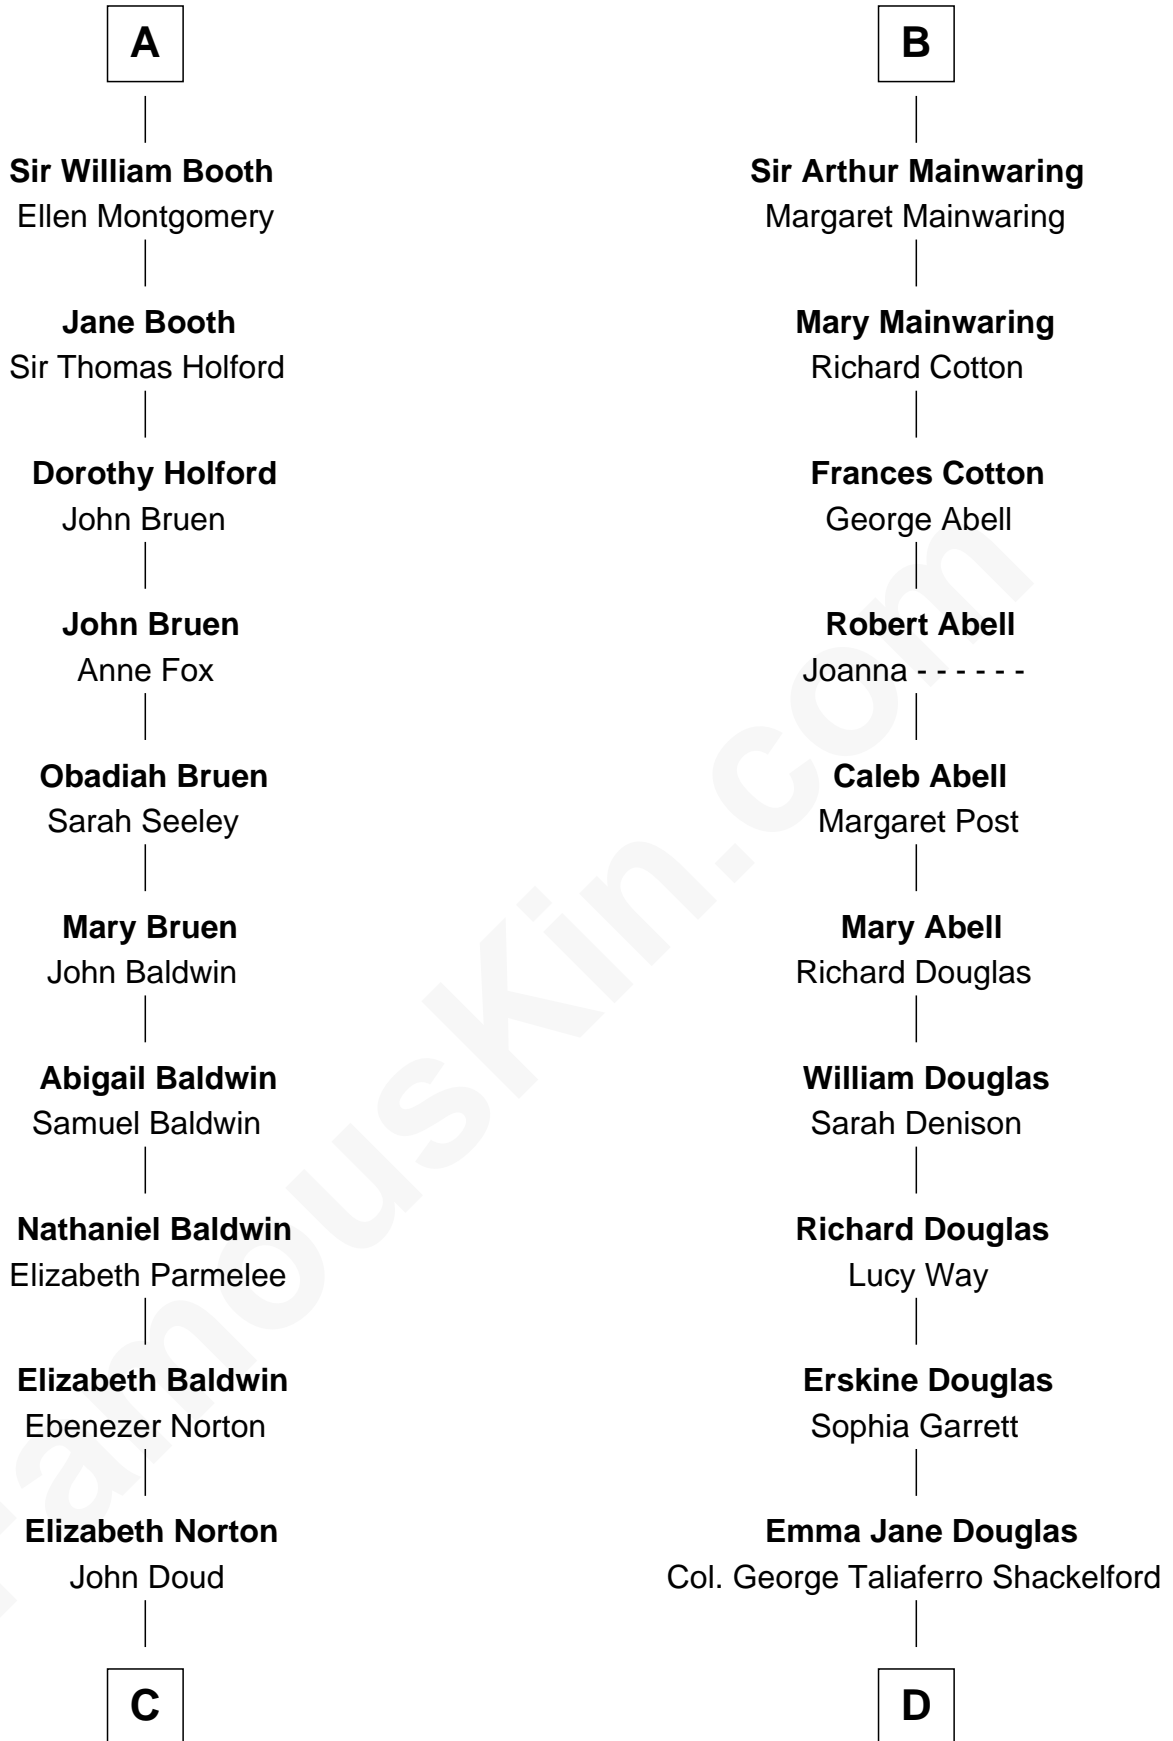 A
Sir William Booth
Ellen Montgomery
Jane Booth
Sir Thomas Holford
Dorothy Holford
John Bruen
John Bruen
Anne Fox
Obadiah Bruen
Sarah Seeley
Mary Bruen
John Baldwin
Abigail Baldwin
Samuel Baldwin
Nathaniel Baldwin
Elizabeth Parmelee
Elizabeth Baldwin
Ebenezer Norton
Elizabeth Norton
John Doud
C
B
Sir Arthur Mainwaring
Margaret Mainwaring
Mary Mainwaring
Richard Cotton
Frances Cotton
George Abell
Robert Abell
Joanna - - - - - -
Caleb Abell
Margaret Post
Mary Abell
Richard Douglas
William Douglas
Sarah Denison
Richard Douglas
Lucy Way
Erskine Douglas
Sophia Garrett
Emma Jane Douglas
Col. George Taliaferro Shackelford
D
FamousKin.com